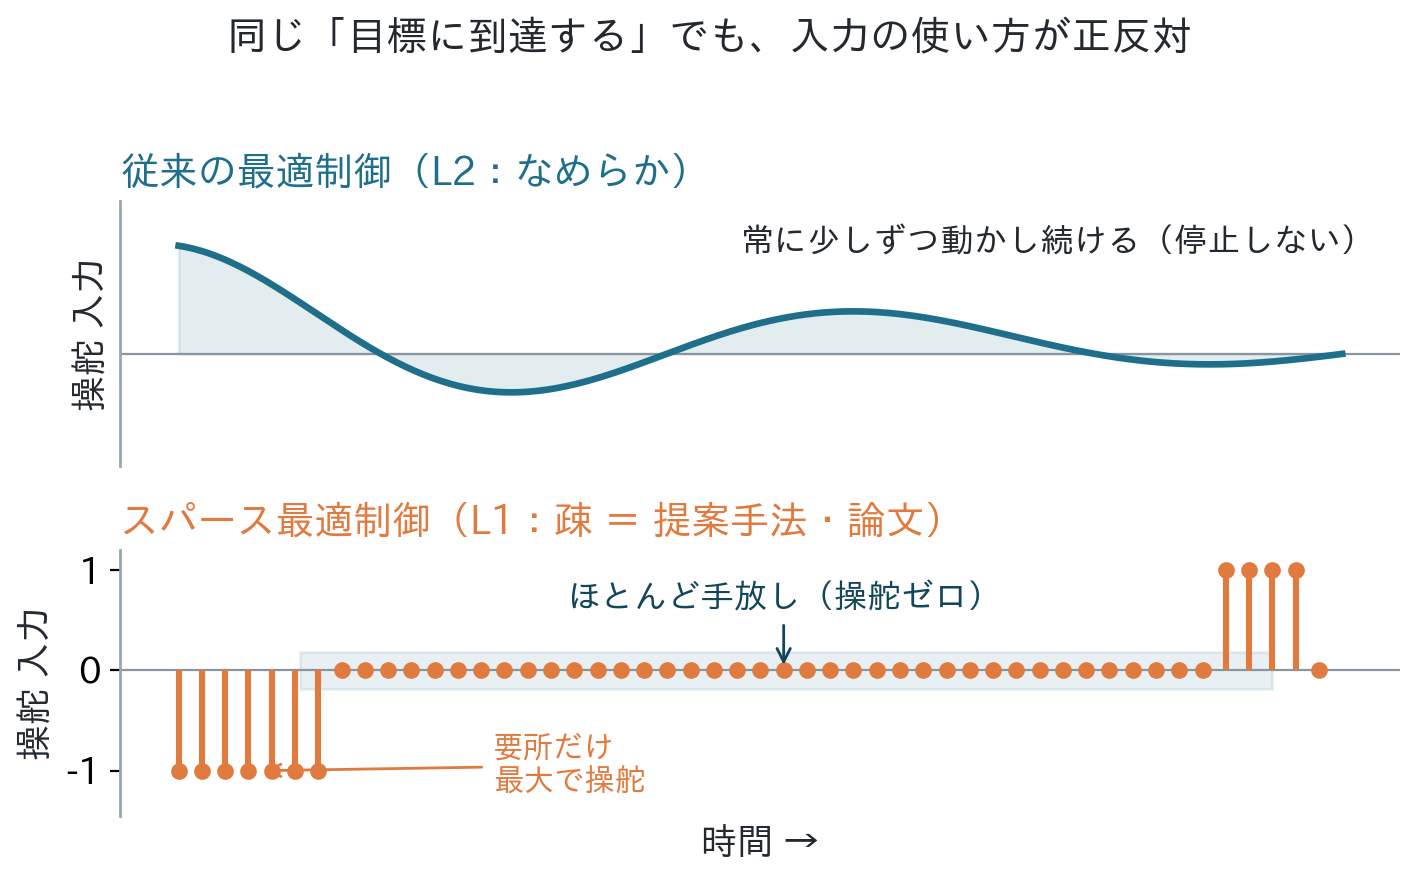 同じ「目標に到達する」でも、入力の使い方が正反対
従来の最適制御（L2：なめらか）
常に少しずつ動かし続ける（停止しない）
操舵 入力
スパース最適制御（L1：疎 ＝ 提案手法・論文）
1
ほとんど手放し（操舵ゼロ）
0
操舵 入力
要所だけ
最大で操舵
-1
時間 →